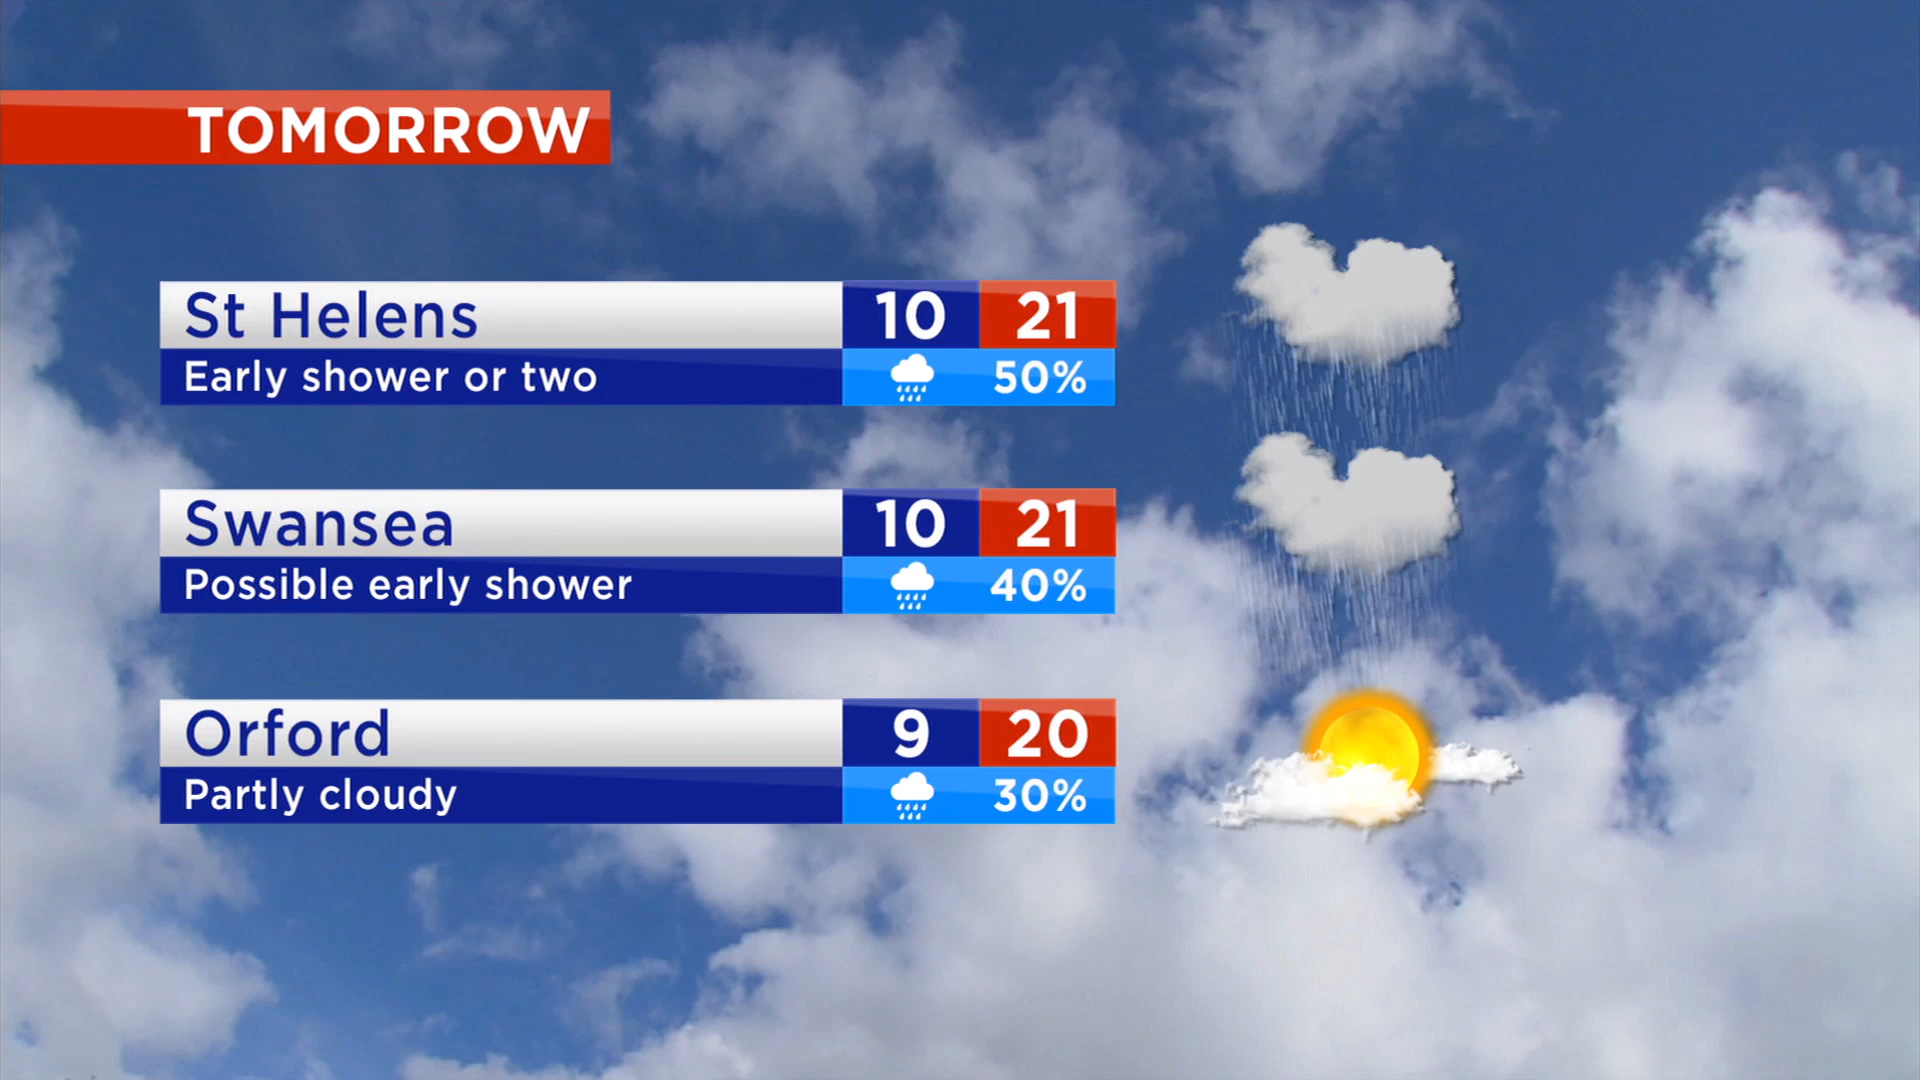 TOMORROW
St Helens 10 21
Early shower or two 50%
Swansea 10 21
Possible early shower 40%
Orford 9 20
Partly cloudy 30%